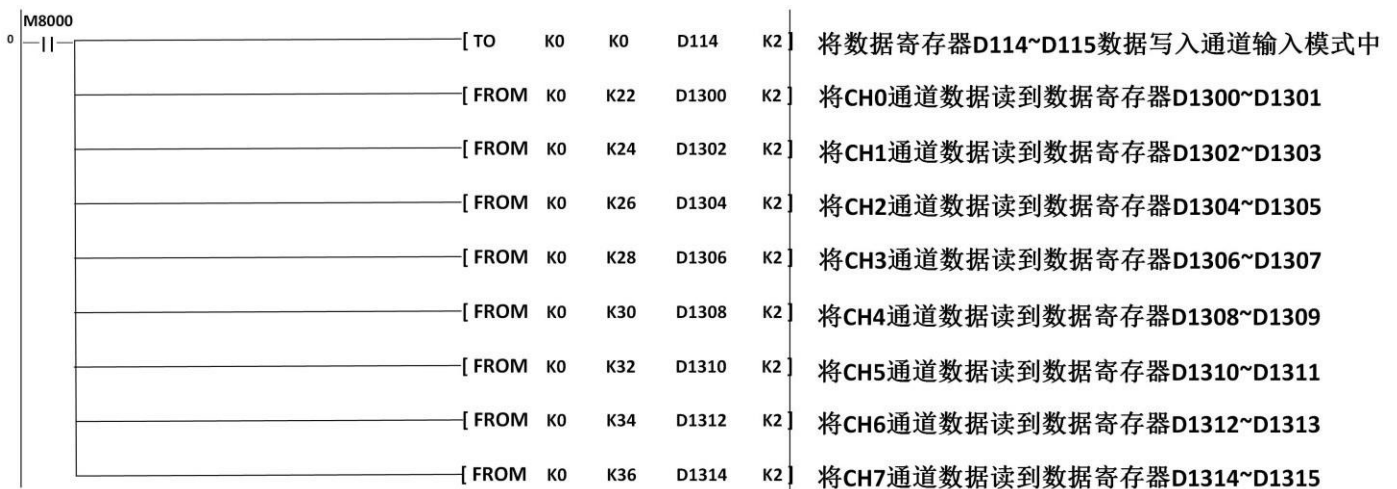 M8000
0 [ TO K0 K0 D114 K2 ] 将数据寄存器D114~D115数据写入通道输入模式中
[ FROM K0 K22 D1300 K2 ] 将CH0通道数据读到数据寄存器D1300~D1301
[ FROM K0 K24 D1302 K2 ] 将CH1通道数据读到数据寄存器D1302~D1303
[ FROM K0 K26 D1304 K2 ] 将CH2通道数据读到数据寄存器D1304~D1305
[ FROM K0 K28 D1306 K2 ] 将CH3通道数据读到数据寄存器D1306~D1307
[ FROM K0 K30 D1308 K2 ] 将CH4通道数据读到数据寄存器D1308~D1309
[ FROM K0 K32 D1310 K2 ] 将CH5通道数据读到数据寄存器D1310~D1311
[ FROM K0 K34 D1312 K2 ] 将CH6通道数据读到数据寄存器D1312~D1313
[ FROM K0 K36 D1314 K2 ] 将CH7通道数据读到数据寄存器D1314~D1315